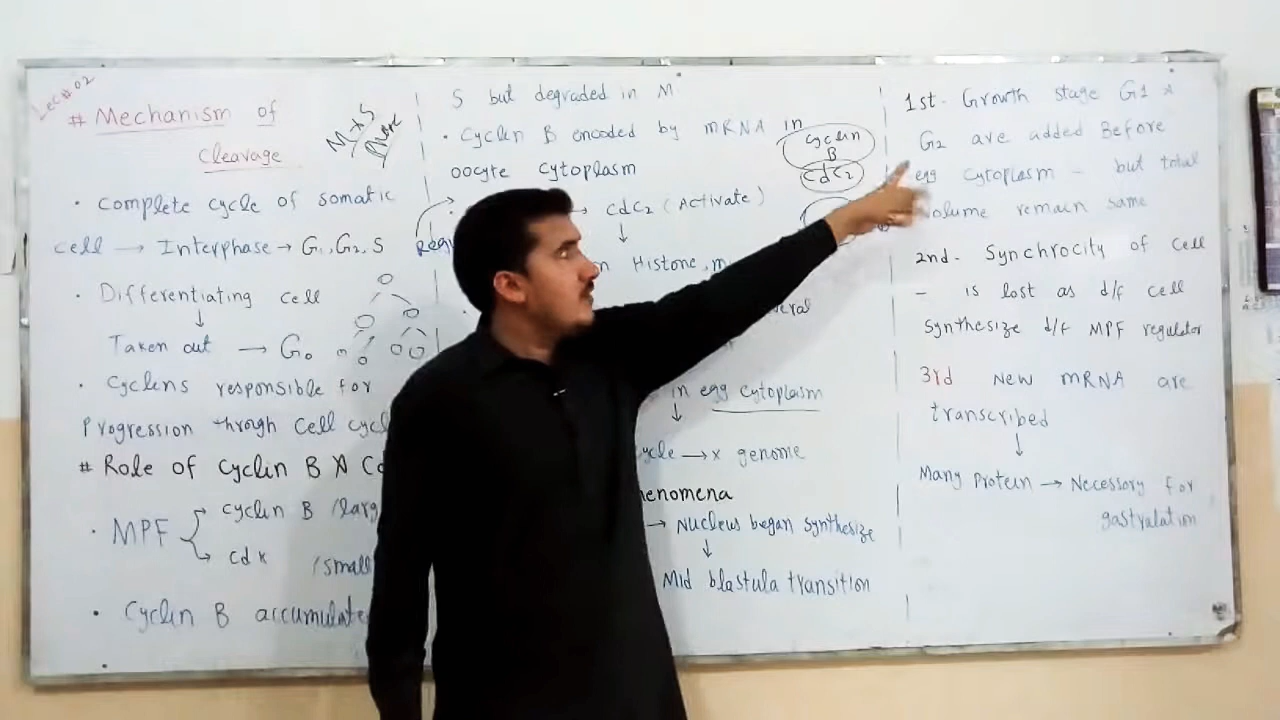 Lec#02
# Mechanism of
Cleavage
• Complete cycle of somatic
Cell → Interphase → G1, G2, S
• Differentiating cell
↓
Taken out → G0
• Cyclens responsible for
Progression through Cell
# Role of Cyclin B &
• MPF
Cyclin B
Cdk
(small
• Cyclin B accumulate
M → S
Phase
S but degraded in M
• Cyclen B encoded by mRNA in
oocyte cytoplasm
→ CdC2 (Activate)
↓
Histone,
in egg cytoplasm
↓
→ x genome
→ Nucleus began synthesize
↓
Mid blastula transition
Cyclin
B
CdC2
1st. Growth stage G1 &
G2 are added Before
egg cytoplasm - but total
Volume remain same
2nd. Synchrocity of Cell
- is lost as d/f cell
Synthesize d/f MPF regulator
3rd New mRNA are
transcribed
↓
Many Protein → Necessary for
gastrulation